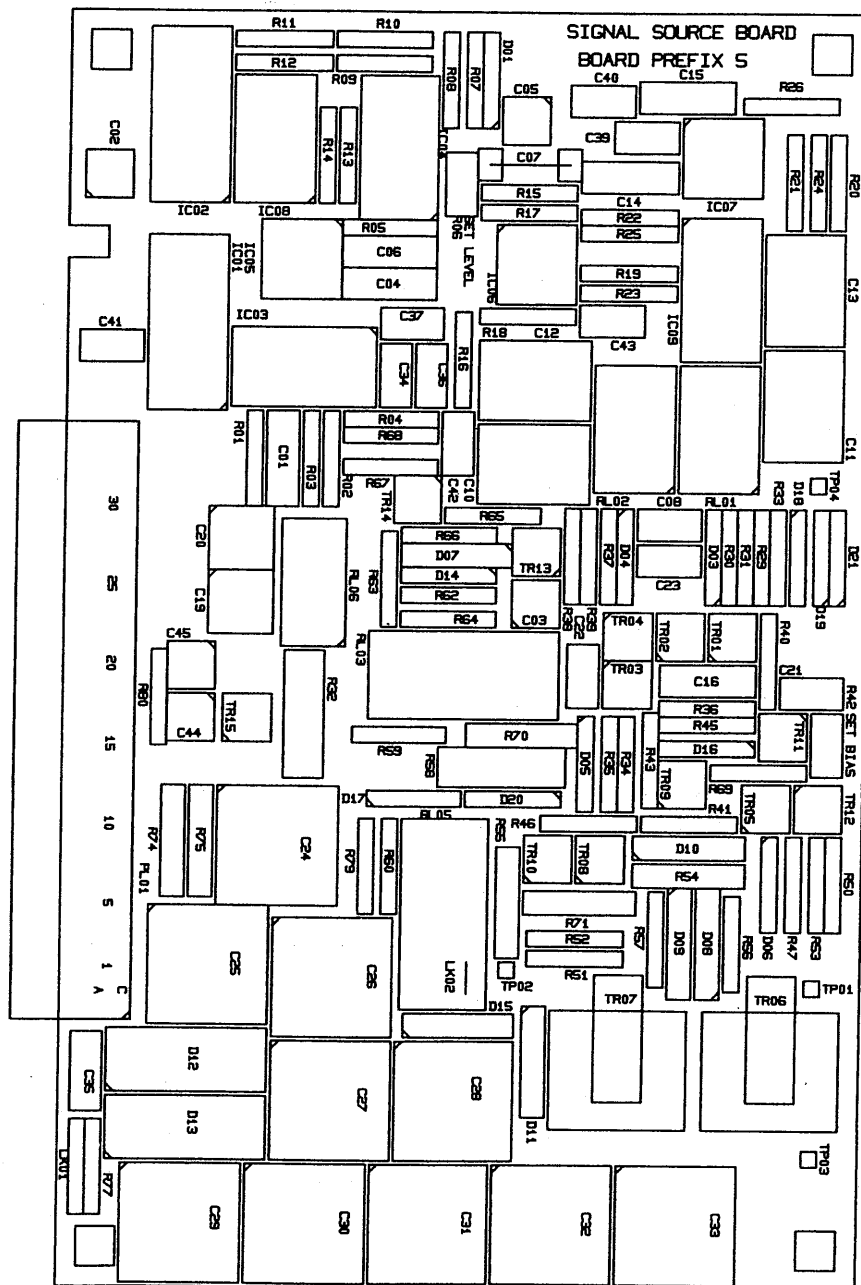 SIGNAL SOURCE BOARD
BOARD PREFIX S
R11
R10
R12
R09
R08
R07
D01
C05
C40
C15
R26
C02
R14
R13
C39
C07
R15
R17
C14
R22
R25
R21
R24
R20
IC02
IC08
IC07
R05
R06
SET LEVEL
C06
C04
IC05
IC01
IC06
R19
R23
C13
C41
IC03
C37
R18
C12
C43
IC09
R16
C34
C11
R01
C01
R03
R02
R04
R68
R67
TR14
C42
C10
RL02
C08
RL01
R33
D18
TP04
30
25
20
15
10
5
1
A
C
C20
C19
RL06
R63
R65
R66
D07
D14
R62
R64
TR13
C03
R38
R39
R37
D04
C23
D03
R30
R31
R29
D21
D19
C45
C44
R80
TR15
R32
RL03
C22
TR04
TR03
TR02
TR01
R40
C16
C21
R42
SET BIAS
R36
R45
D16
R43
TR09
TR11
R59
R70
R58
D05
R35
R34
R69
TR05
TR12
D17
D20
RL05
R55
R46
R41
R74
R75
PL01
C24
R79
R60
TR10
TR08
D10
R54
R50
R71
R52
R51
R57
D09
D08
R56
D06
R47
R53
C25
C26
LK02
TP02
TR07
TR06
TP01
D15
C35
D12
D13
C27
C28
D11
LK01
R77
TP03
C29
C30
C31
C32
C33